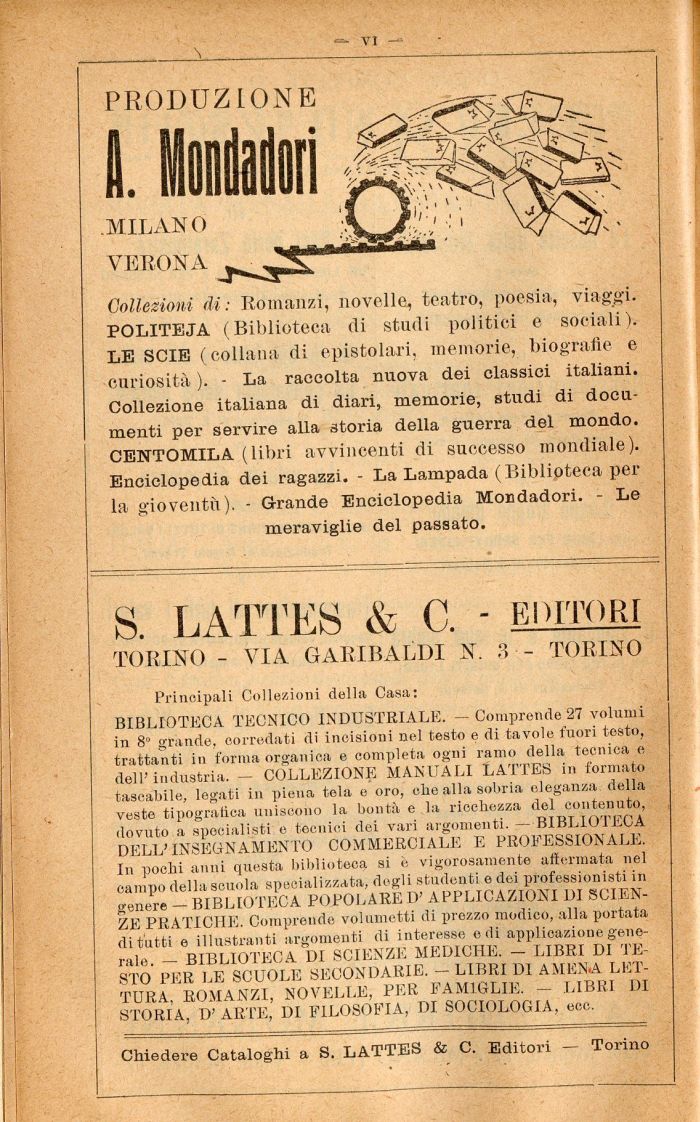 — VI —
PRODUZIONE
A. Mondadori
MILANO
VERONA
Collezioni di: Romanzi, novelle, teatro, poesia, viaggi.
POLITEJA (Biblioteca di studi politici e sociali).
LE SCIE (collana di epistolari, memorie, biografie e
curiosità). - La raccolta nuova dei classici italiani.
Collezione italiana di diari, memorie, studi di docu-
menti per servire alla storia della guerra del mondo.
CENTOMILA (libri avvincenti di successo mondiale).
Enciclopedia dei ragazzi. - La Lampada (Biblioteca per
la gioventù). - Grande Enciclopedia Mondadori. - Le
meraviglie del passato.
S. LATTES & C. - EDITORI
TORINO - VIA GARIBALDI N. 3 - TORINO
Principali Collezioni della Casa:
BIBLIOTECA TECNICO INDUSTRIALE. — Comprende 27 volumi
in 8° grande, corredati di incisioni nel testo e di tavole fuori testo,
trattanti in forma organica e completa ogni ramo della tecnica e
dell' industria. — COLLEZIONE MANUALI LATTES in formato
tascabile, legati in piena tela e oro, che alla sobria eleganza della
veste tipografica uniscono la bontà e la ricchezza del contenuto,
dovuto a specialisti e tecnici dei vari argomenti. — BIBLIOTECA
DELL'INSEGNAMENTO COMMERCIALE E PROFESSIONALE.
In pochi anni questa biblioteca si è vigorosamente affermata nel
campo della scuola specializzata, degli studenti e dei professionisti in
genere — BIBLIOTECA POPOLARE D' APPLICAZIONI DI SCIEN-
ZE PRATICHE. Comprende volumetti di prezzo modico, alla portata
di tutti e illustranti argomenti di interesse e di applicazione gene-
rale. — BIBLIOTECA DI SCIENZE MEDICHE. — LIBRI DI TE-
STO PER LE SCUOLE SECONDARIE. — LIBRI DI AMENA LET-
TURA, ROMANZI, NOVELLE, PER FAMIGLIE. — LIBRI DI
STORIA, D' ARTE, DI FILOSOFIA, DI SOCIOLOGIA, ecc.
Chiedere Cataloghi a S. LATTES & C. Editori — Torino